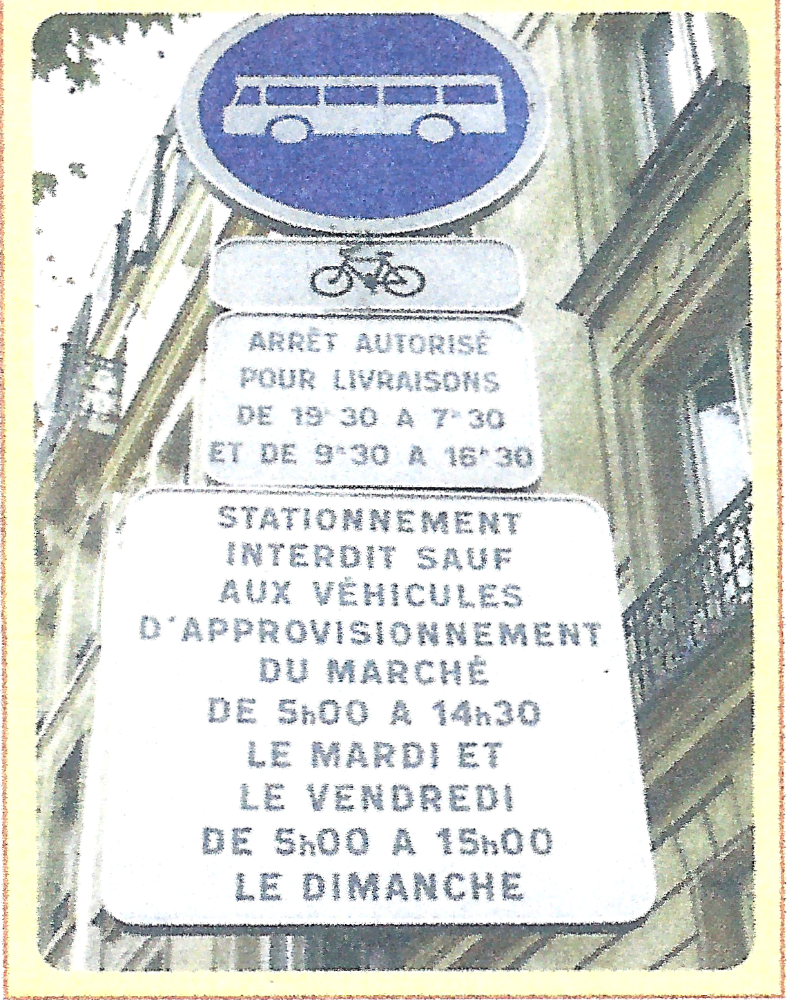 ARRÊT AUTORISÉ
POUR LIVRAISONS
DE 19h30 A 7h30
ET DE 9h30 A 16h30
STATIONNEMENT
INTERDIT SAUF
AUX VÉHICULES
D'APPROVISIONNEMENT
DU MARCHÉ
DE 5h00 A 14h30
LE MARDI ET
LE VENDREDI
DE 5h00 A 15h00
LE DIMANCHE